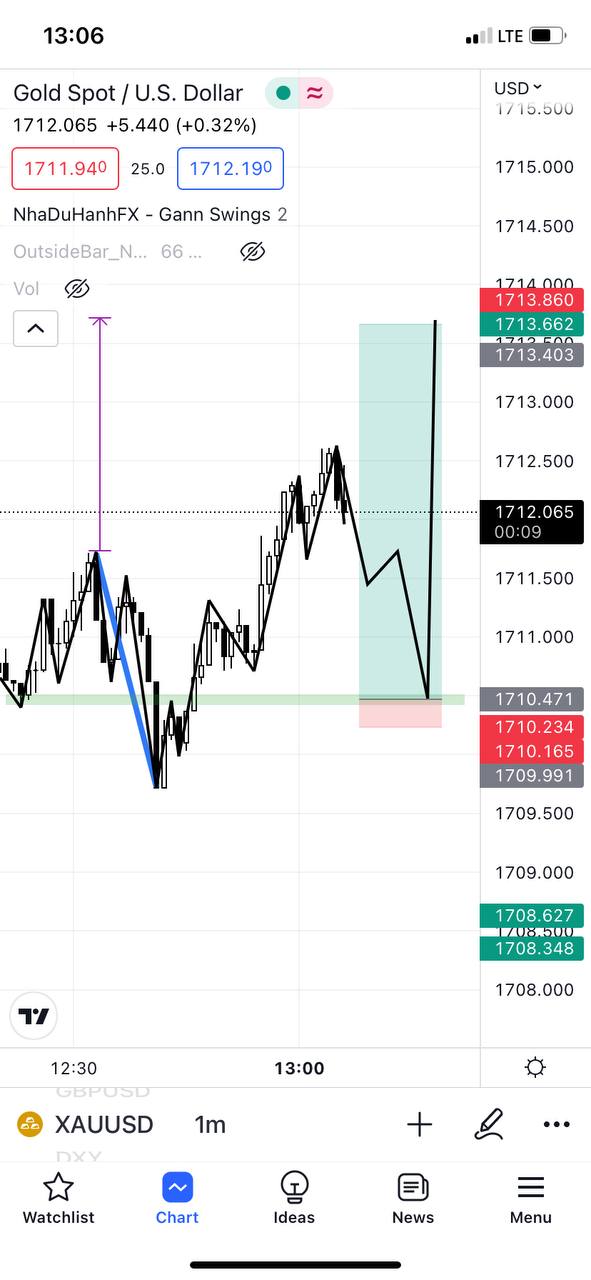 13:06
LTE
Gold Spot / U.S. Dollar
USD
1715.500
1712.065 +5.440 (+0.32%)
1711.940 25.0 1712.190
1715.000
NhaDuHanhFX - Gann Swings 2
1714.500
OutsideBar_N... 66 ...
Vol
1714.000
1713.860
1713.662
1713.500
1713.403
1713.000
1712.500
1712.065
00:09
1711.500
1711.000
1710.471
1710.234
1710.165
1709.991
1709.500
1709.000
1708.627
1708.500
1708.348
1708.000
12:30 13:00
GBPUSD
XAUUSD 1m
DXY
Watchlist Chart Ideas News Menu